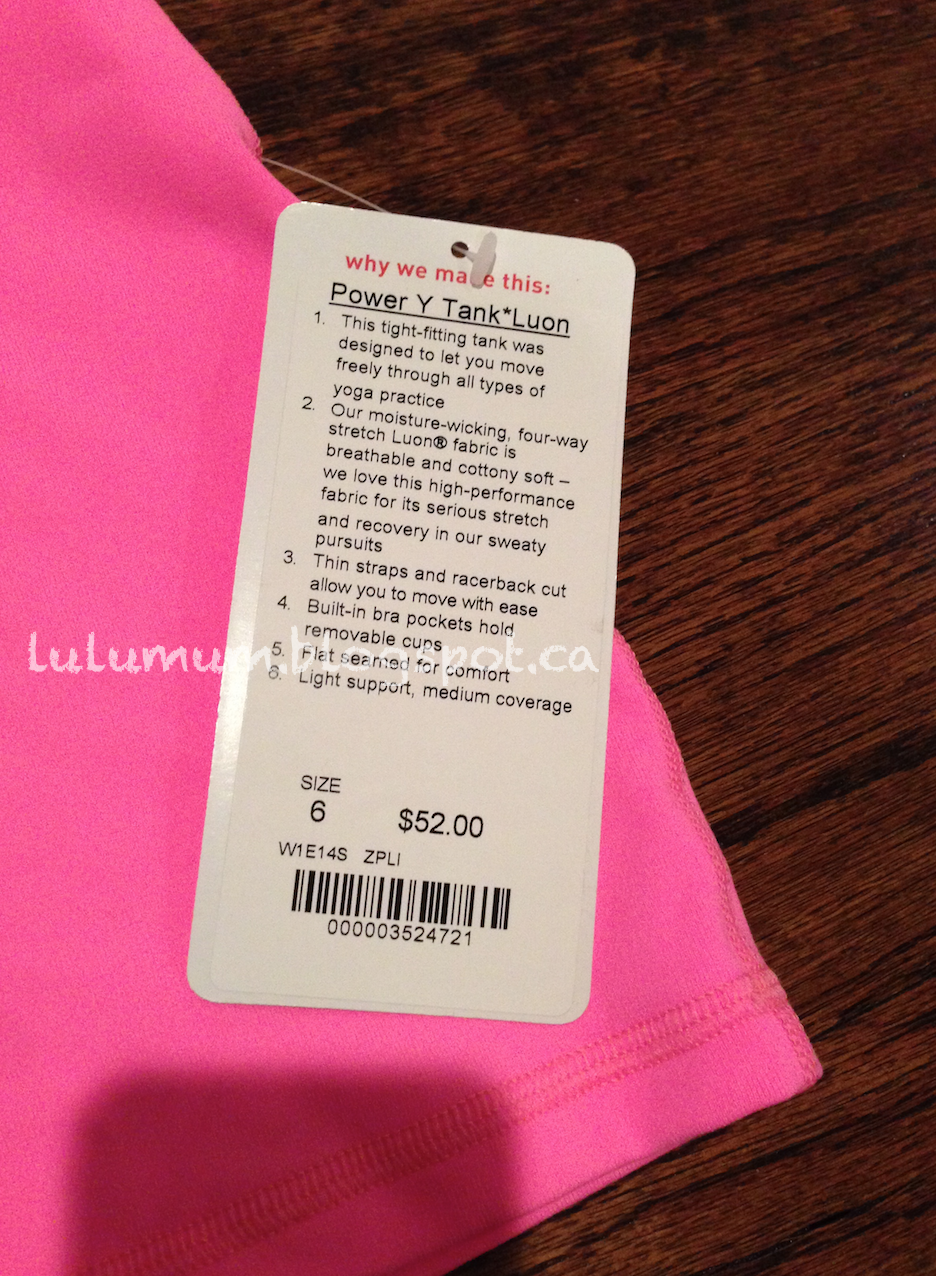 why we made this:
Power Y Tank*Luon
1. This tight-fitting tank was
designed to let you move
freely through all types of
yoga practice
2. Our moisture-wicking, four-way
stretch Luon® fabric is
breathable and cottony soft –
we love this high-performance
fabric for its serious stretch
and recovery in our sweaty
pursuits
3. Thin straps and racerback cut
allow you to move with ease
4. Built-in bra pockets hold
removable cups
5. Flat seamed for comfort
6. Light support, medium coverage
lulumum.blogspot.ca
SIZE
6 $52.00
W1E14S ZPLI
000003524721